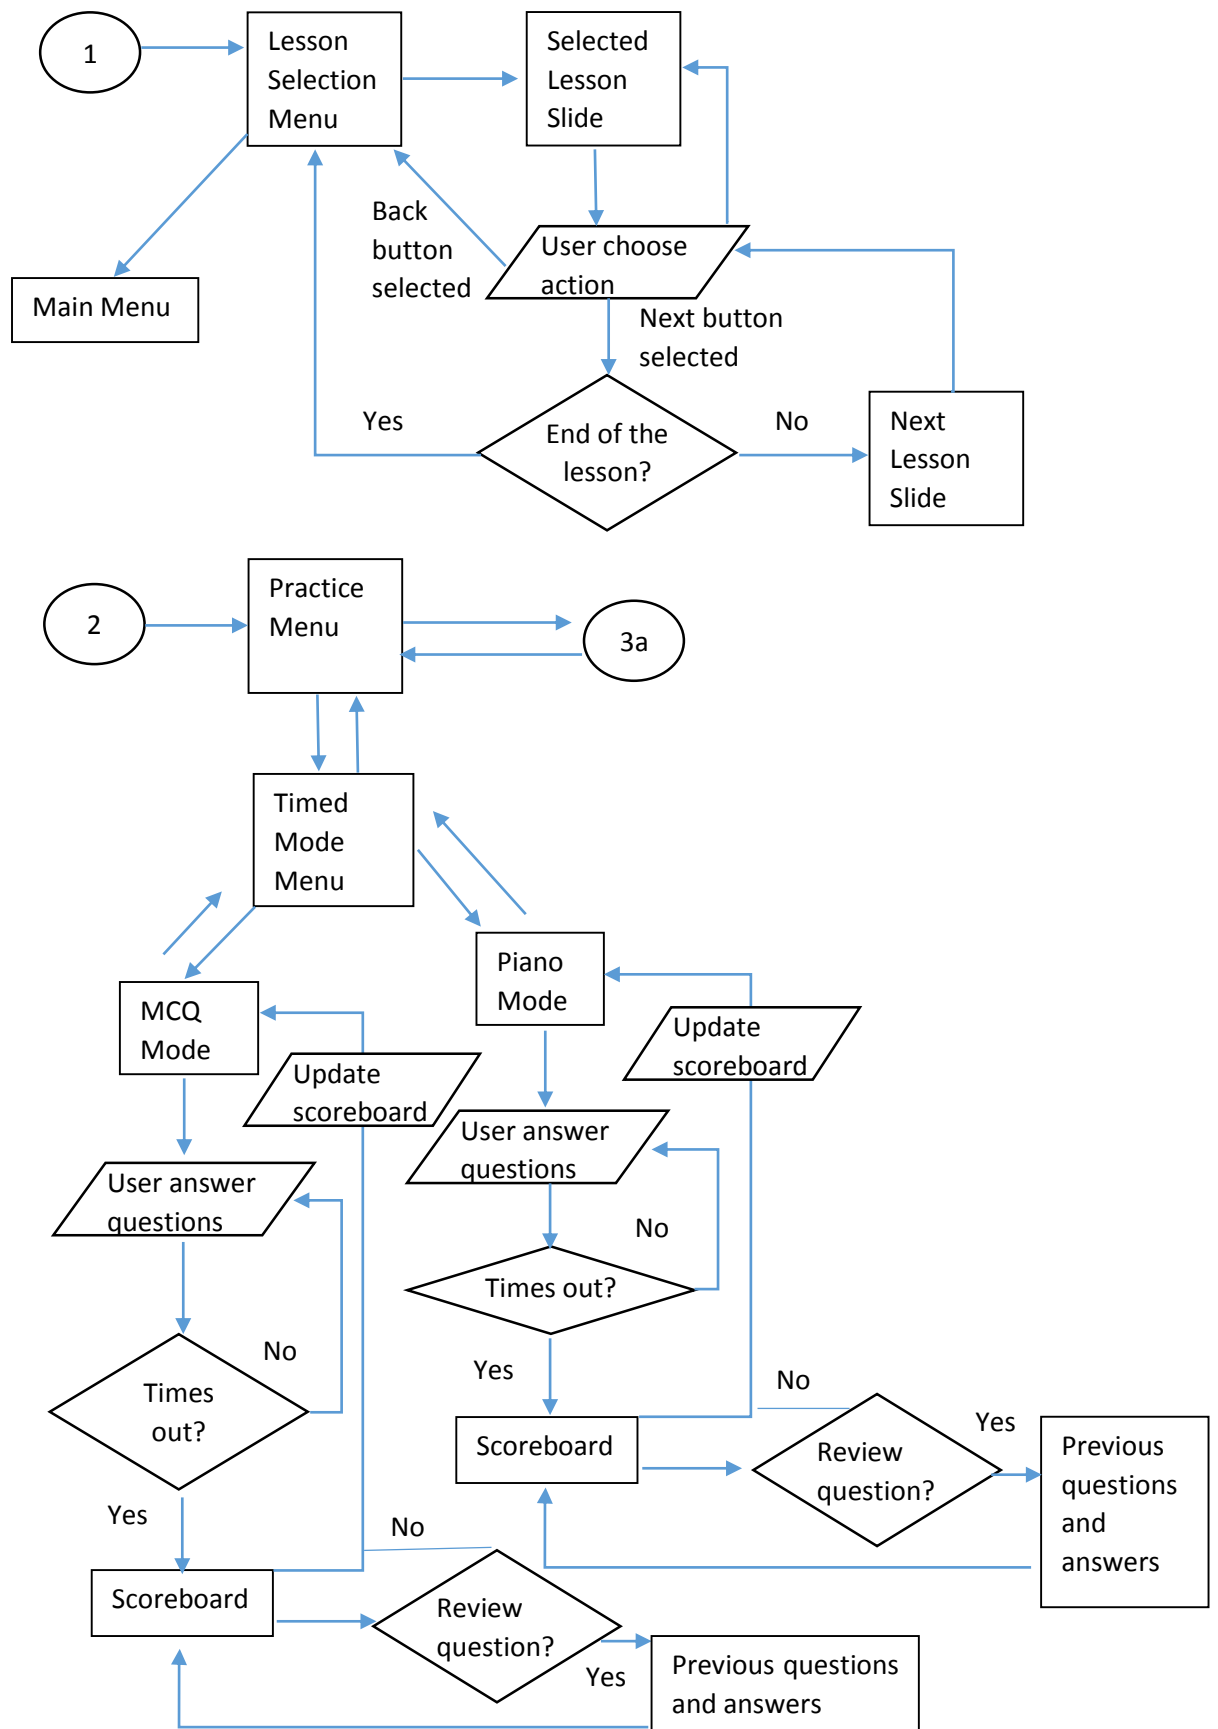 1
Lesson
Selection
Menu
Selected
Lesson
Slide
Back
button
selected
User choose
action
Main Menu
Next button
selected
Yes
End of the
lesson?
No
Next
Lesson
Slide
2
Practice
Menu
3a
Timed
Mode
Menu
MCQ
Mode
Update
scoreboard
Piano
Mode
Update
scoreboard
User answer
questions
User answer
questions
No
No
Times out?
Times
out?
Yes
Yes
Scoreboard
No
Review
question?
Yes
Previous
questions
and
answers
Scoreboard
No
Review
question?
Yes
Previous questions
and answers